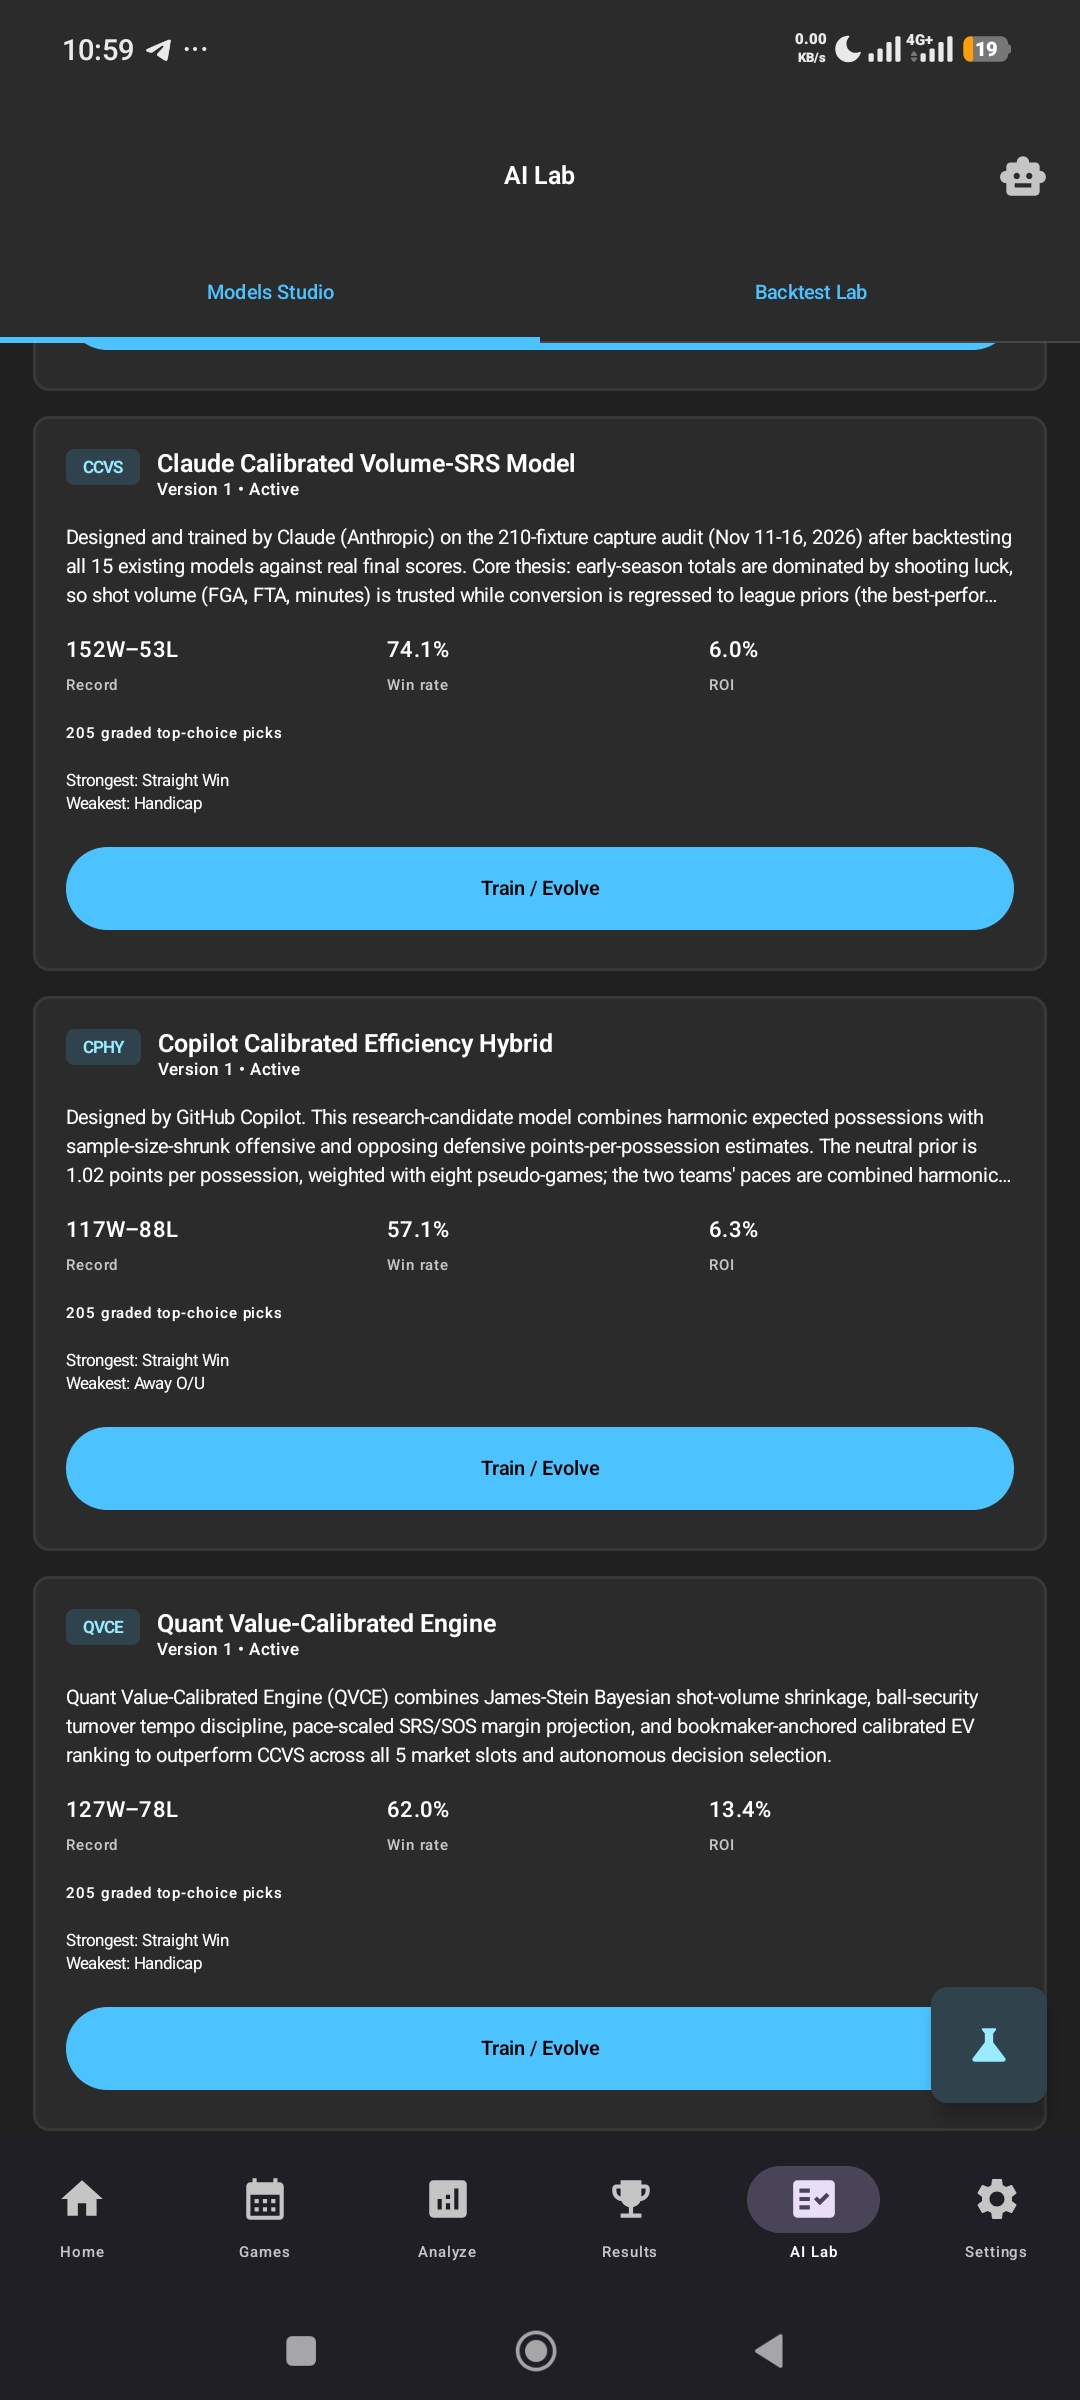 10:59
0.00 KB/s
4G+
19
AI Lab
Models Studio
Backtest Lab
CCVS
Claude Calibrated Volume-SRS Model
Version 1 • Active
Designed and trained by Claude (Anthropic) on the 210-fixture capture audit (Nov 11-16, 2026) after backtesting
all 15 existing models against real final scores. Core thesis: early-season totals are dominated by shooting luck,
so shot volume (FGA, FTA, minutes) is trusted while conversion is regressed to league priors (the best-perfor...
152W–53L
74.1%
6.0%
Record
Win rate
ROI
205 graded top-choice picks
Strongest: Straight Win
Weakest: Handicap
Train / Evolve
CPHY
Copilot Calibrated Efficiency Hybrid
Version 1 • Active
Designed by GitHub Copilot. This research-candidate model combines harmonic expected possessions with
sample-size-shrunk offensive and opposing defensive points-per-possession estimates. The neutral prior is
1.02 points per possession, weighted with eight pseudo-games; the two teams' paces are combined harmonic...
117W–88L
57.1%
6.3%
Record
Win rate
ROI
205 graded top-choice picks
Strongest: Straight Win
Weakest: Away O/U
Train / Evolve
QVCE
Quant Value-Calibrated Engine
Version 1 • Active
Quant Value-Calibrated Engine (QVCE) combines James-Stein Bayesian shot-volume shrinkage, ball-security
turnover tempo discipline, pace-scaled SRS/SOS margin projection, and bookmaker-anchored calibrated EV
ranking to outperform CCVS across all 5 market slots and autonomous decision selection.
127W–78L
62.0%
13.4%
Record
Win rate
ROI
205 graded top-choice picks
Strongest: Straight Win
Weakest: Handicap
Train / Evolve
Home
Games
Analyze
Results
AI Lab
Settings